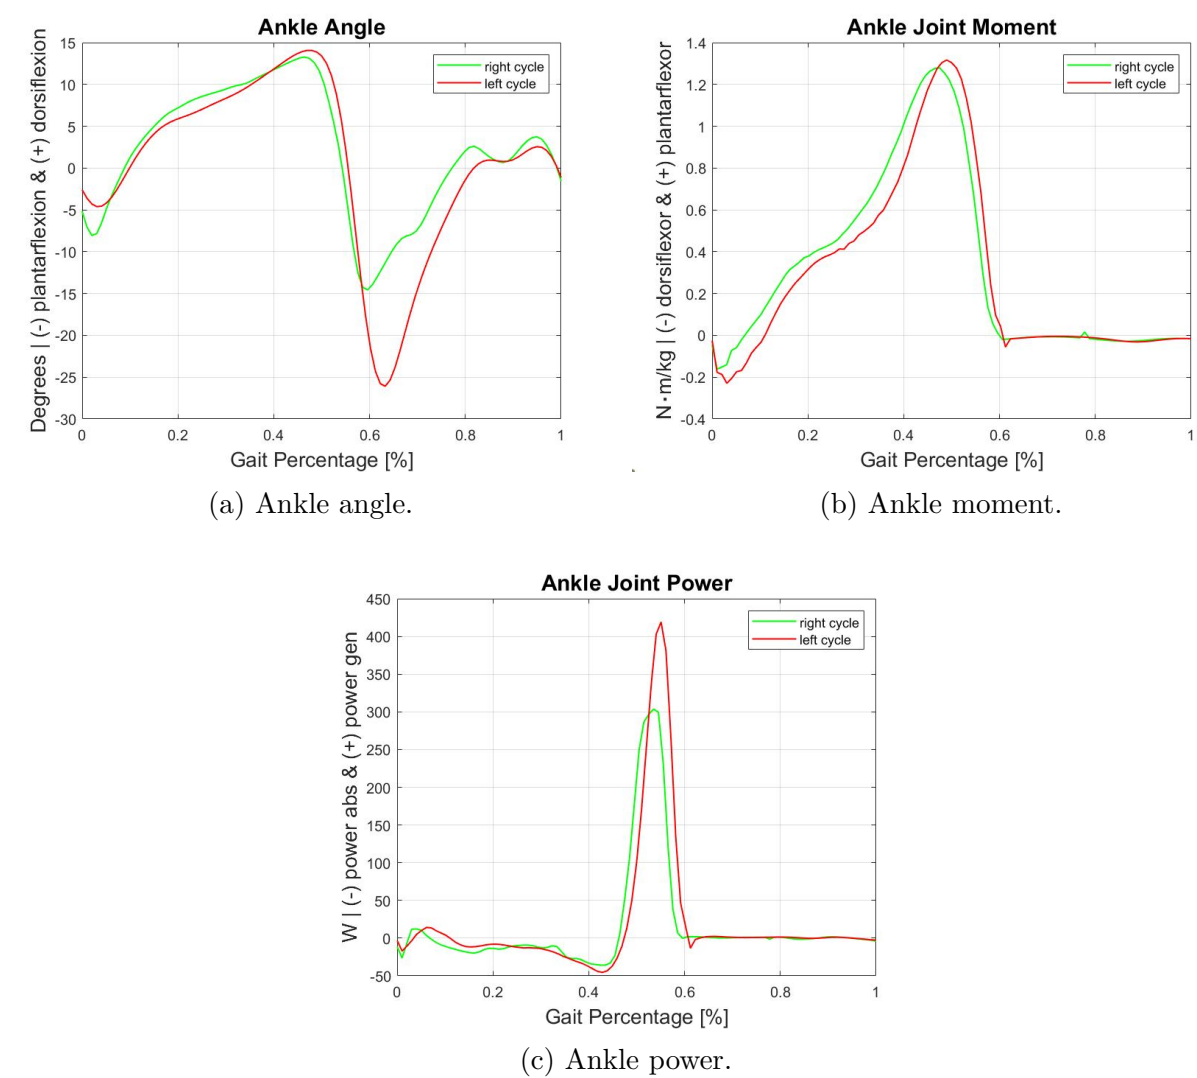 Ankle Angle
Degrees | (-) plantarflexion & (+) dorsiflexion
15
10
5
0
-5
-10
-15
-20
-25
-30
right cycle
left cycle
0 0.2 0.4 0.6 0.8 1
Gait Percentage [%]
(a) Ankle angle.
Ankle Joint Moment
N·m/kg | (-) dorsiflexor & (+) plantarflexor
1.4
1.2
1
0.8
0.6
0.4
0.2
0
-0.2
-0.4
right cycle
left cycle
0 0.2 0.4 0.6 0.8 1
Gait Percentage [%]
(b) Ankle moment.
Ankle Joint Power
W | (-) power abs & (+) power gen
450
400
350
300
250
200
150
100
50
0
-50
right cycle
left cycle
0 0.2 0.4 0.6 0.8 1
Gait Percentage [%]
(c) Ankle power.